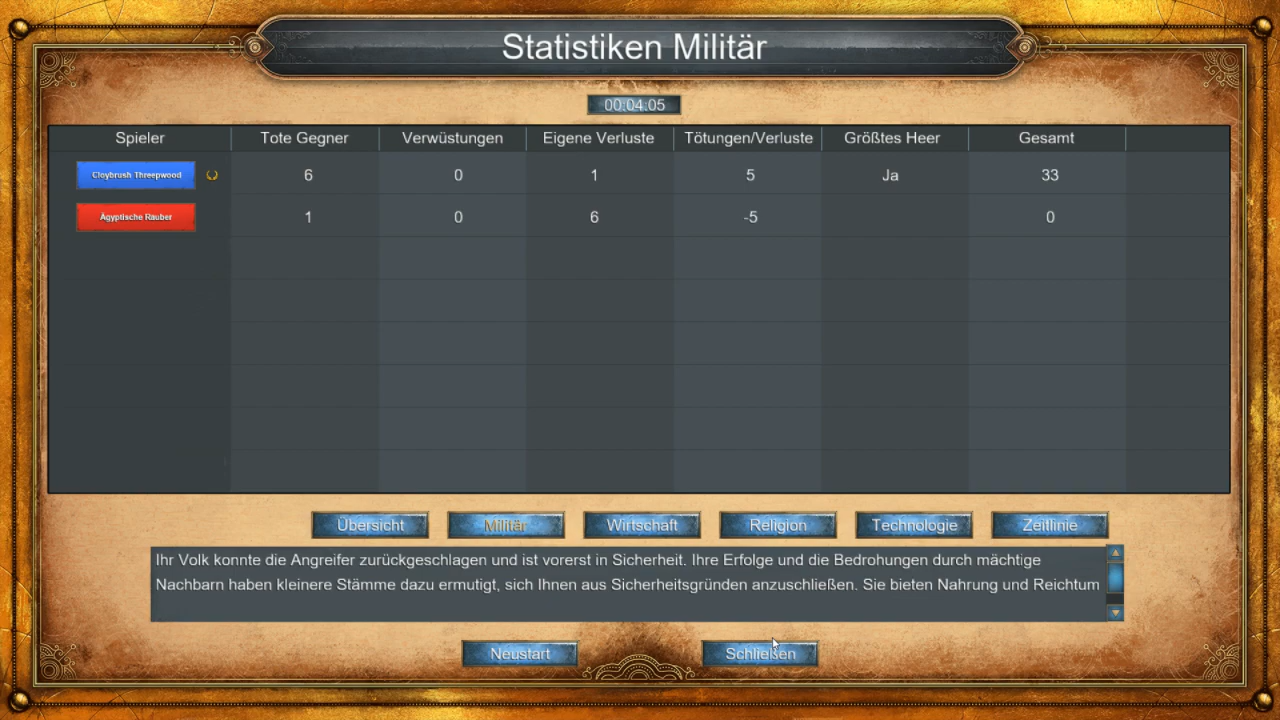 Statistiken Militär
00:04:05
Spieler Tote Gegner Verwüstungen Eigene Verluste Tötungen/Verluste Größtes Heer Gesamt
Cloybrush Threepwood 6 0 1 5 Ja 33
Ägyptische Räuber 1 0 6 -5 0
Übersicht Militär Wirtschaft Religion Technologie Zeitlinie
Ihr Volk konnte die Angreifer zurückgeschlagen und ist vorerst in Sicherheit. Ihre Erfolge und die Bedrohungen durch mächtige
Nachbarn haben kleinere Stämme dazu ermutigt, sich Ihnen aus Sicherheitsgründen anzuschließen. Sie bieten Nahrung und Reichtum
Neustart Schließen